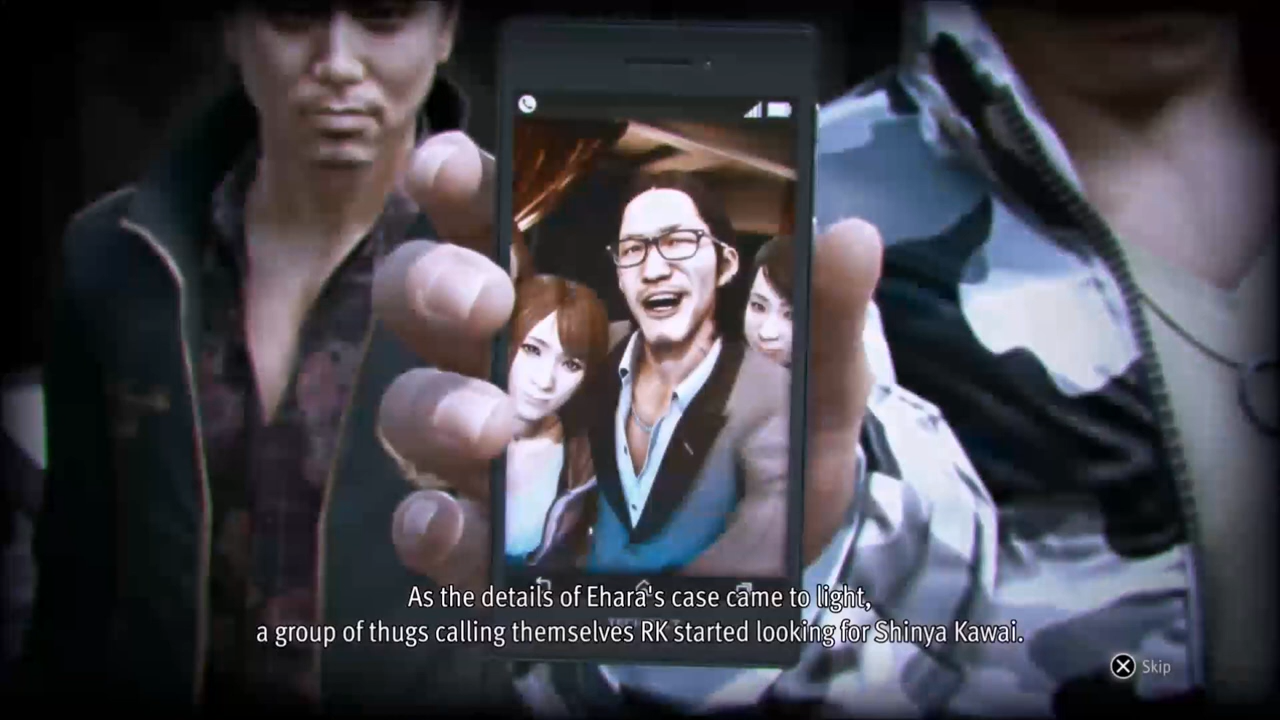 As the details of Ehara's case came to light,
a group of thugs calling themselves RK started looking for Shinya Kawai.
Skip